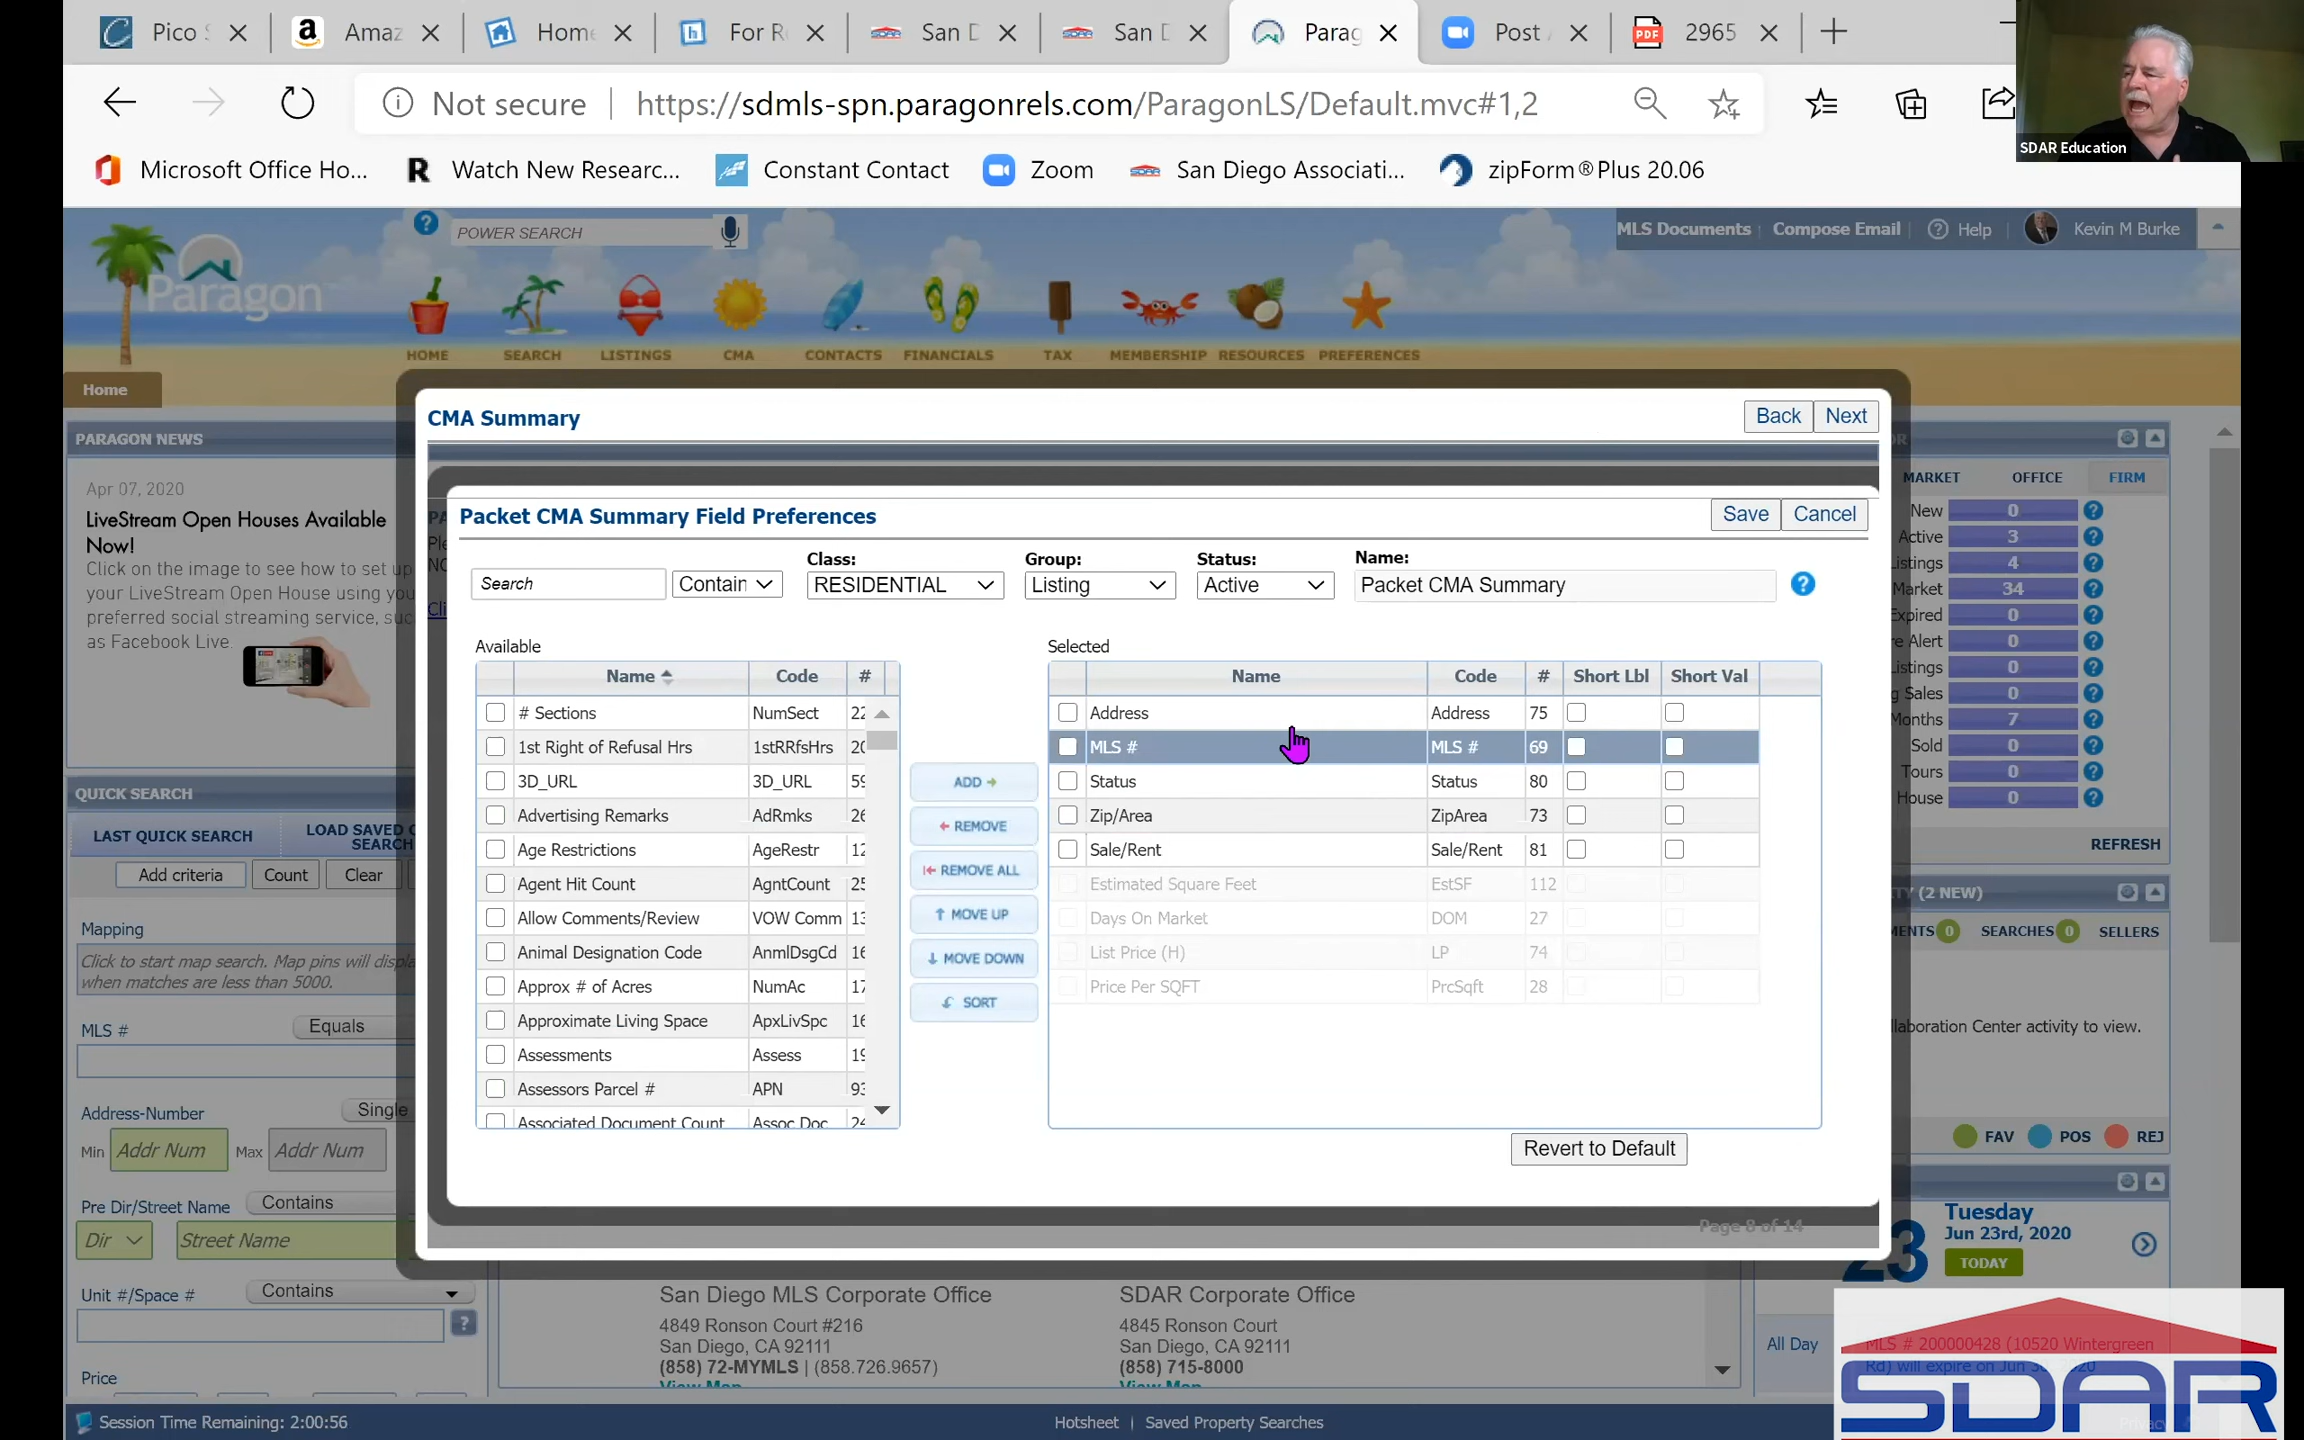 Pico S
Amaz
Home
For Re
San D
San D
Parag
Post A
PDF
2965
Not secure
https://sdmls-spn.paragonrels.com/ParagonLS/Default.mvc#1,2
SDAR Education
Microsoft Office Ho...
Watch New Researc...
Constant Contact
Zoom
San Diego Associati...
zipForm®Plus 20.06
POWER SEARCH
MLS Documents
Compose Email
Help
Kevin M Burke
Paragon
HOME
SEARCH
LISTINGS
CMA
CONTACTS
FINANCIALS
TAX
MEMBERSHIP
RESOURCES
PREFERENCES
Home
PARAGON NEWS
Apr 07, 2020
LiveStream Open Houses Available
Now!
Click on the image to see how to set up
your LiveStream Open House using you
preferred social streaming service, suc
as Facebook Live.
CMA Summary
Back
Next
Packet CMA Summary Field Preferences
Save
Cancel
Search
Contain
Class:
RESIDENTIAL
Group:
Listing
Status:
Active
Name:
Packet CMA Summary
Available
Name Code #
# Sections NumSect 22
1st Right of Refusal Hrs 1stRRfsHrs 20
3D_URL 3D_URL 59
Advertising Remarks AdRmks 26
Age Restrictions AgeRestr 12
Agent Hit Count AgntCount 25
Allow Comments/Review VOW Comm 13
Animal Designation Code AnmlDsgCd 16
Approx # of Acres NumAc 17
Approximate Living Space ApxLivSpc 16
Assessments Assess 19
Assessors Parcel # APN 93
Associated Document Count Assoc Doc 24
ADD
REMOVE
REMOVE ALL
MOVE UP
MOVE DOWN
SORT
Selected
Name Code # Short Lbl Short Val
Address Address 75
MLS # MLS # 69
Status Status 80
Zip/Area ZipArea 73
Sale/Rent Sale/Rent 81
Estimated Square Feet EstSF 112
Days On Market DOM 27
List Price (H) LP 74
Price Per SQFT PrcSqft 28
Revert to Default
Page 8 of 14
MARKET
OFFICE
FIRM
New 0
Active 3
istings 4
Market 34
xpired 0
re Alert 0
istings 0
g Sales 0
Months 7
Sold 0
Tours 0
House 0
REFRESH
QUICK SEARCH
LAST QUICK SEARCH
LOAD SAVED
SEARCH
Add criteria
Count
Clear
Mapping
Click to start map search. Map pins will displ
when matches are less than 5000.
MLS #
Equals
Address-Number
Single
Min
Addr Num
Max
Addr Num
Pre Dir/Street Name
Contains
Dir
Street Name
Unit #/Space #
Contains
Price
TY (2 NEW)
MENTS 0
SEARCHES 0
SELLERS
llaboration Center activity to view.
FAV
POS
REJ
23
Tuesday
Jun 23rd, 2020
TODAY
All Day
MLS # 200000428 (10520 Wintergreen
San Diego MLS Corporate Office
4849 Ronson Court #216
San Diego, CA 92111
(858) 72-MYMLS | (858.726.9657)
View Map
SDAR Corporate Office
4845 Ronson Court
San Diego, CA 92111
(858) 715-8000
View Map
Session Time Remaining: 2:00:56
Hotsheet | Saved Property Searches
SDAR